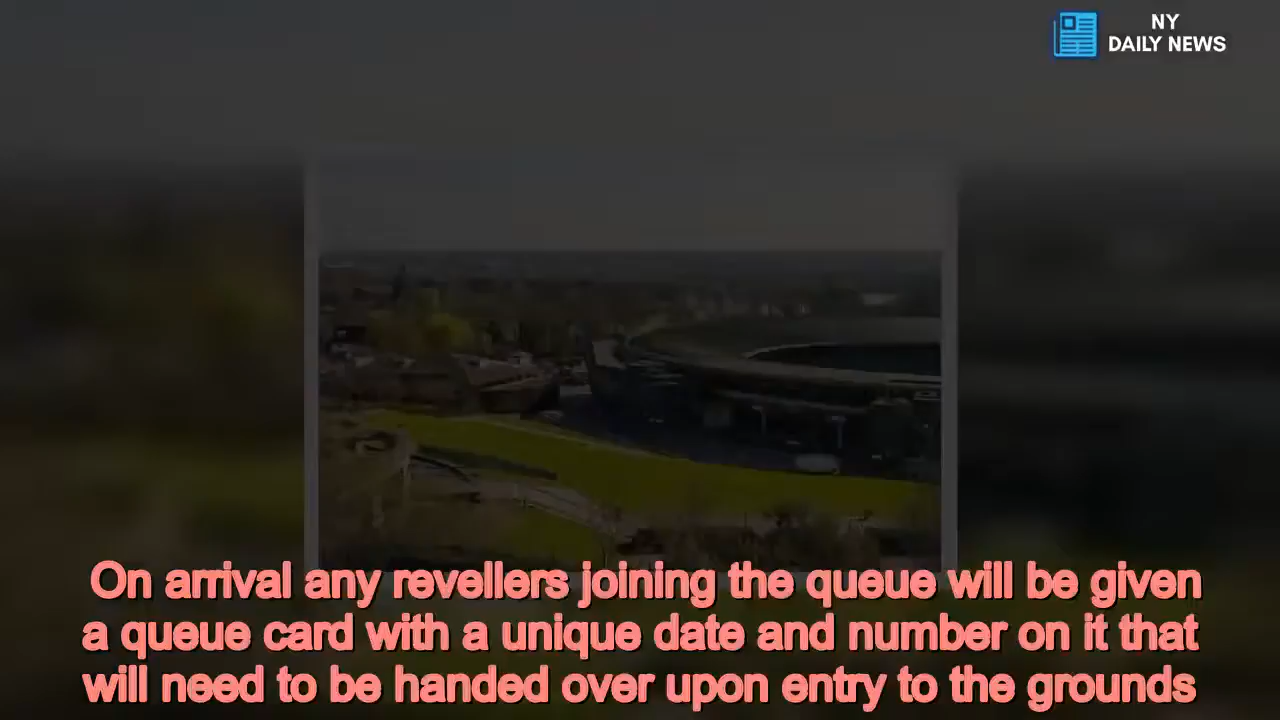 NY
DAILY NEWS
On arrival any revellers joining the queue will be given
a queue card with a unique date and number on it that
will need to be handed over upon entry to the grounds